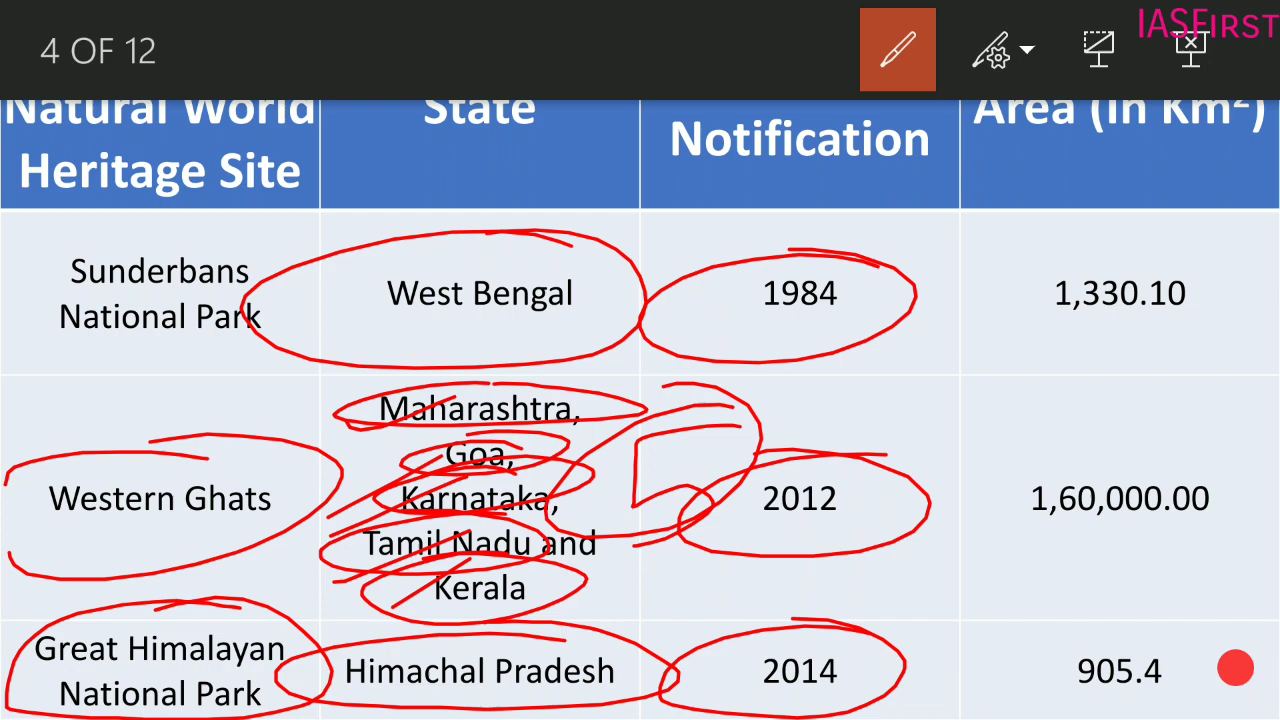 4 OF 12
IASFIRST
Natural World
Heritage Site
State
Notification
Area (in Km²)
Sunderbans
National Park
West Bengal
1984
1,330.10
Western Ghats
Maharashtra,
Goa,
Karnataka,
Tamil Nadu and
Kerala
5
2012
1,60,000.00
Great Himalayan
National Park
Himachal Pradesh
2014
905.4